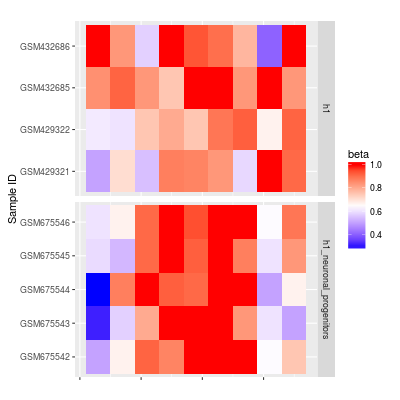 Sample ID
GSM432686
GSM432685
GSM429322
GSM429321
h1
GSM675546
GSM675545
GSM675544
GSM675543
GSM675542
h1_neuronal_progenitors
beta
1.0
0.8
0.6
0.4